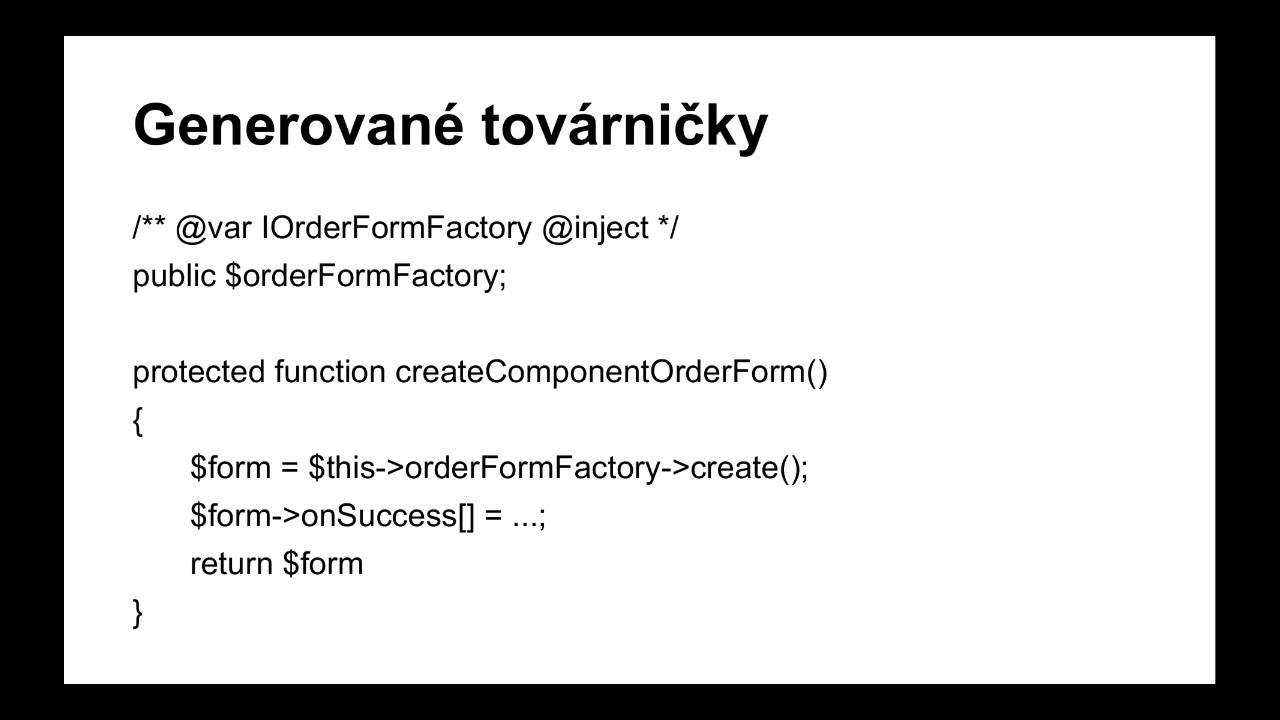 Generované továrničky
/** @var IOrderFormFactory @inject */
public $orderFormFactory;
protected function createComponentOrderForm()
{
$form = $this->orderFormFactory->create();
$form->onSuccess[] = ...;
return $form
}